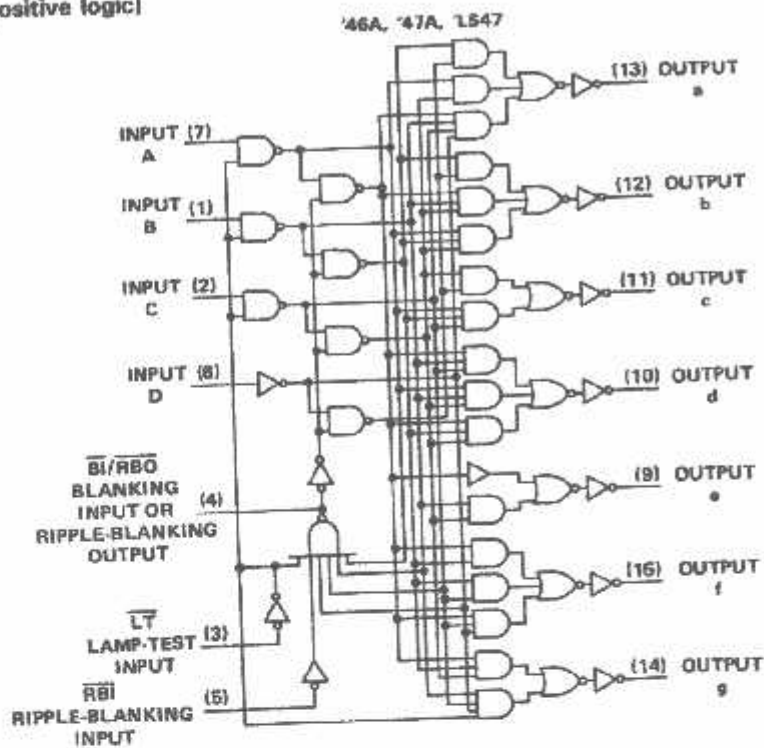 ositive logic]
'46A, '47A, 'LS47
(13) OUTPUT
a
INPUT (7)
A
(12) OUTPUT
b
INPUT (1)
B
(11) OUTPUT
c
INPUT (2)
C
(10) OUTPUT
d
INPUT (6)
D
(9) OUTPUT
e
BI/RBO
BLANKING
INPUT OR (4)
RIPPLE-BLANKING
OUTPUT
(15) OUTPUT
f
LT
LAMP-TEST (3)
INPUT
(14) OUTPUT
g
RBI (5)
RIPPLE-BLANKING
INPUT